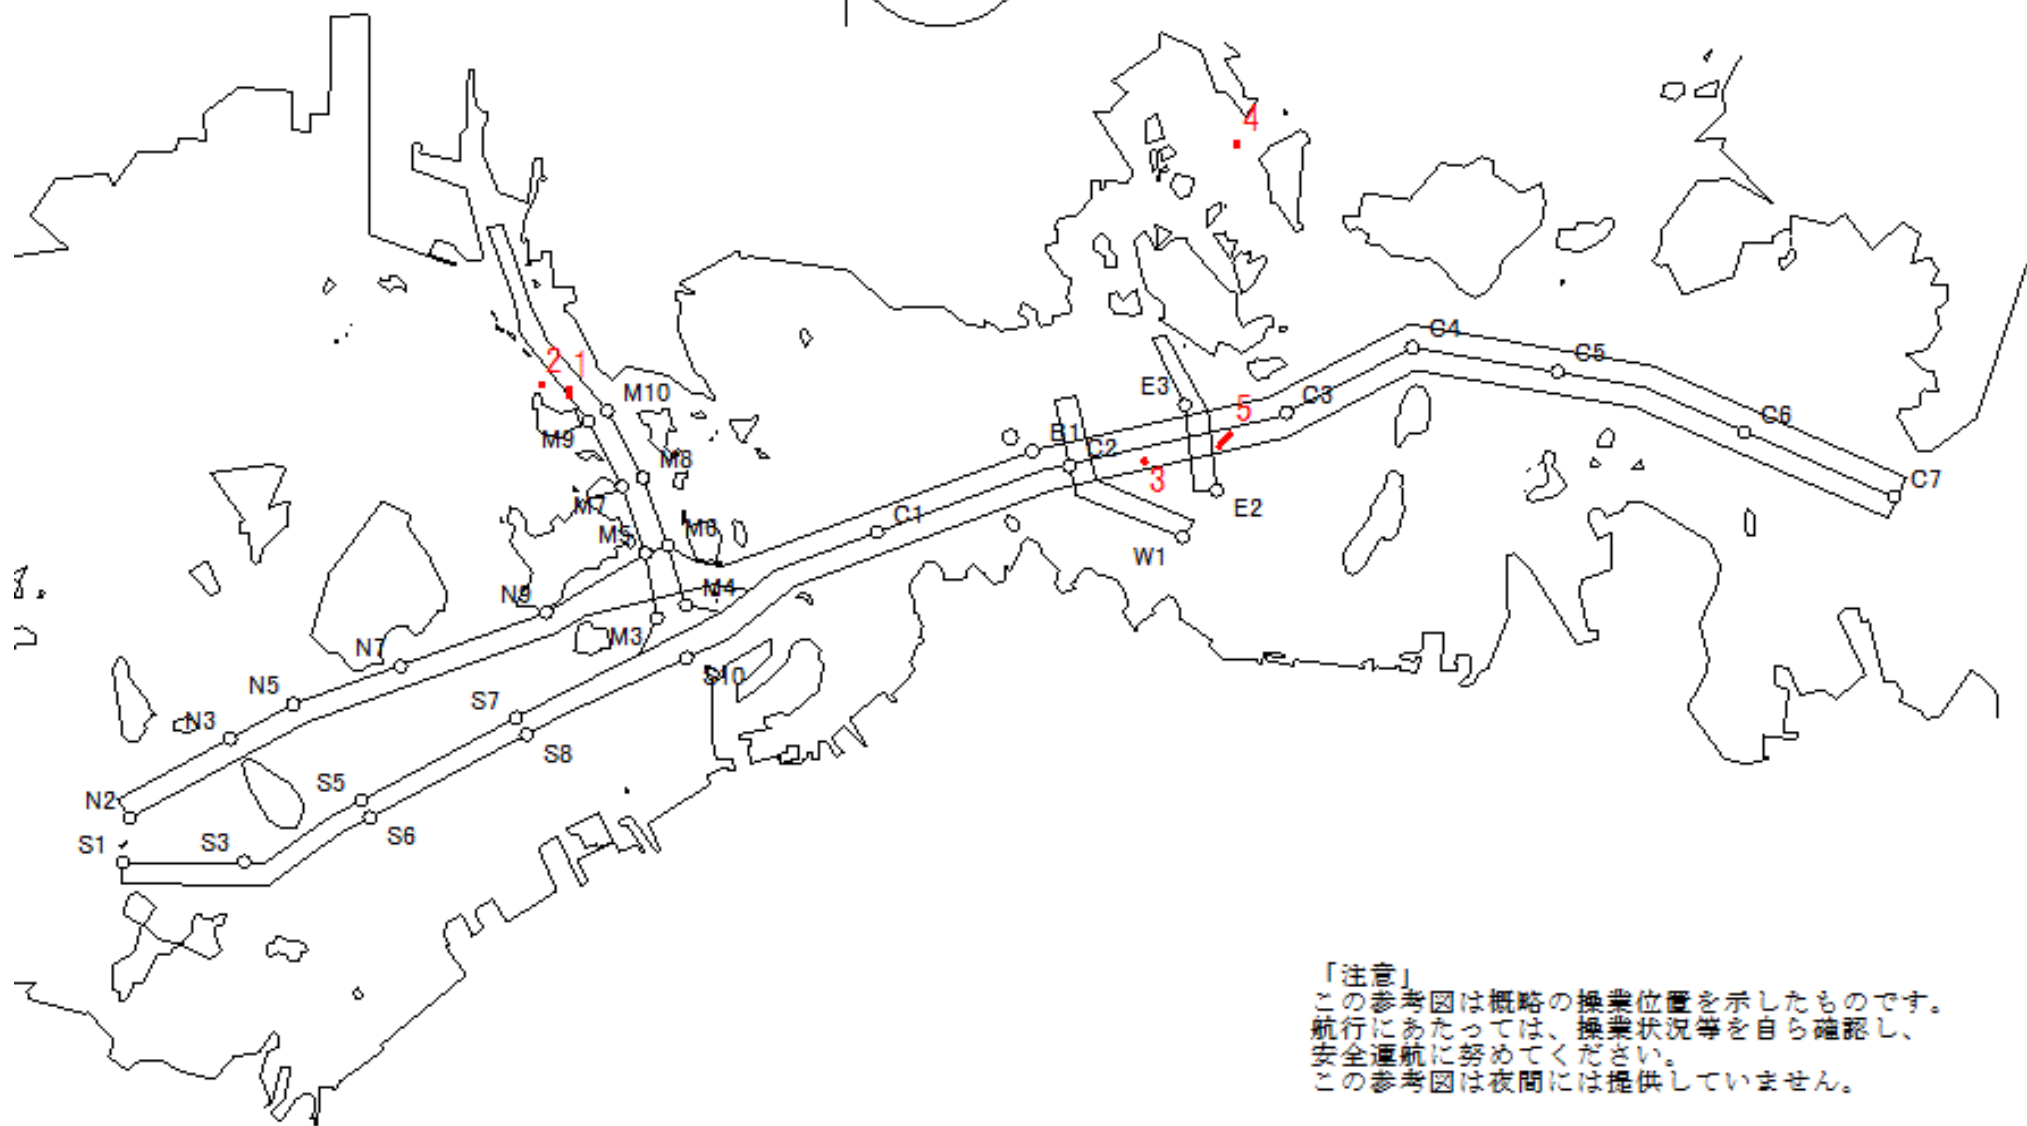 4
2 1
M10
M9
M8
M7
M5
M6
M4
M3
N9
N7
N5
N3
N2
S1
S3
S5
S6
S7
S8
S10
C1
B1
C2
3
E3
5
C3
E2
W1
C4
C5
C6
C7
「注意」
この参考図は概略の操業位置を示したものです。
航行にあたっては、操業状況等を自ら確認し、
安全運航に努めてください。
この参考図は夜間には提供していません。